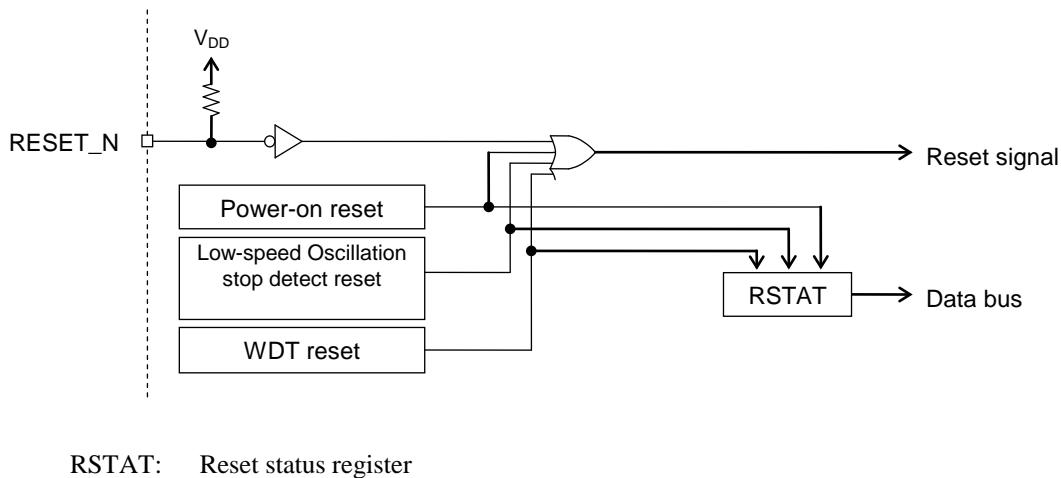 V_DD
RESET_N
Reset signal
Power-on reset
Low-speed Oscillation
stop detect reset
RSTAT
Data bus
WDT reset
RSTAT: Reset status register